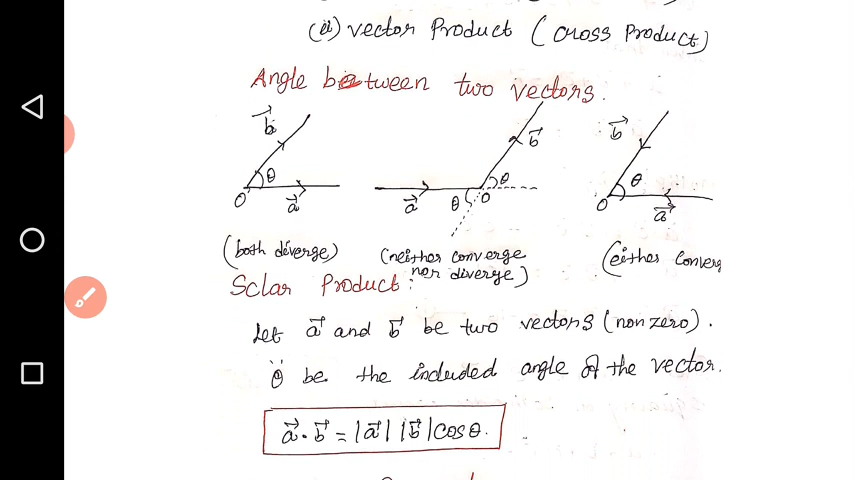 (ii) vector Product ( Cross Product)
Angle between two vectors.
b⃗ θ O a⃗
a⃗ θ O θ b⃗
b⃗ θ O a⃗
(both diverge)
(neither converge nor diverge)
(either converg
Sclar Product:
Let a⃗ and b⃗ be two vectors (non zero).
θ be the included angle of the vector.
a⃗ · b⃗ = |a⃗| |b⃗| cos θ.